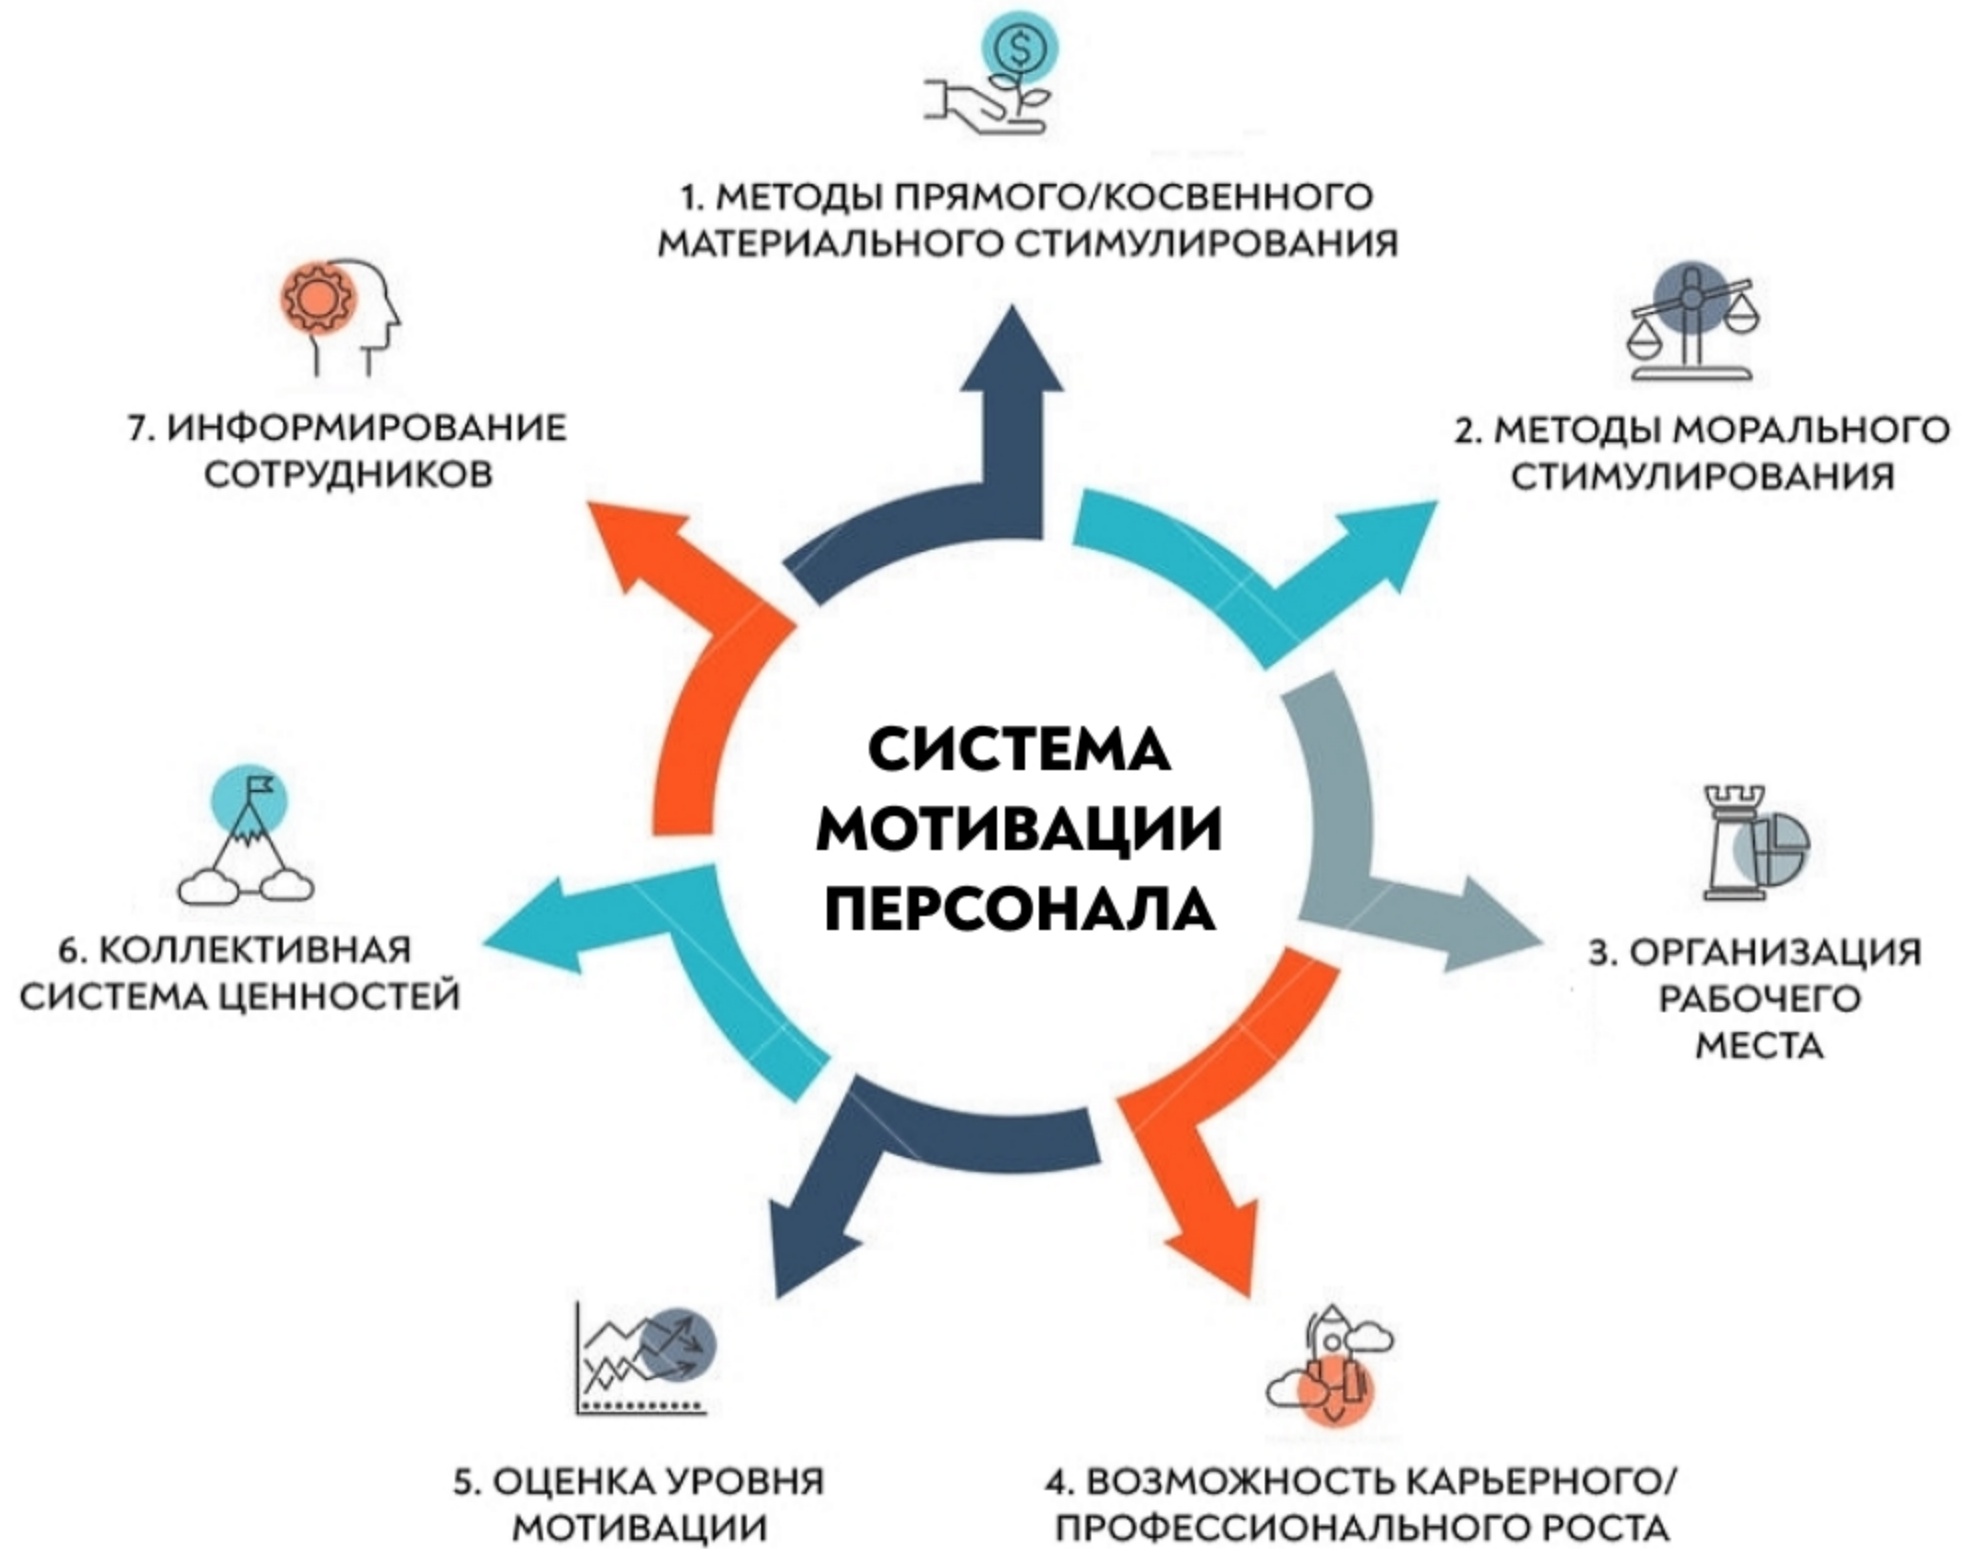 1. МЕТОДЫ ПРЯМОГО/КОСВЕННОГО
МАТЕРИАЛЬНОГО СТИМУЛИРОВАНИЯ
2. МЕТОДЫ МОРАЛЬНОГО
СТИМУЛИРОВАНИЯ
3. ОРГАНИЗАЦИЯ
РАБОЧЕГО
МЕСТА
4. ВОЗМОЖНОСТЬ КАРЬЕРНОГО/
ПРОФЕССИОНАЛЬНОГО РОСТА
5. ОЦЕНКА УРОВНЯ
МОТИВАЦИИ
6. КОЛЛЕКТИВНАЯ
СИСТЕМА ЦЕННОСТЕЙ
7. ИНФОРМИРОВАНИЕ
СОТРУДНИКОВ
СИСТЕМА
МОТИВАЦИИ
ПЕРСОНАЛА